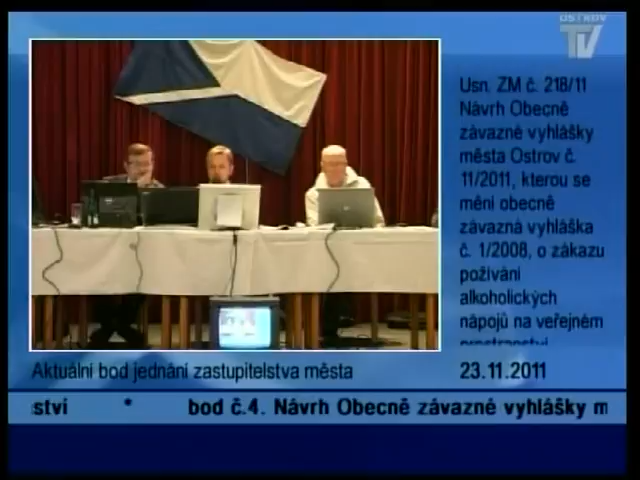 OSTROV
TV
Usn. ZM č. 218/11
Návrh Obecně
závazné vyhlášky
města Ostrov č.
11/2011, kterou se
mění obecně
závazná vyhláška
č. 1/2008, o zákazu
požívání
alkoholických
nápojů na veřejném
prostranství
Aktuální bod jednání zastupitelstva města
23.11.2011
ství * bod č.4. Návrh Obecně závazné vyhlášky m